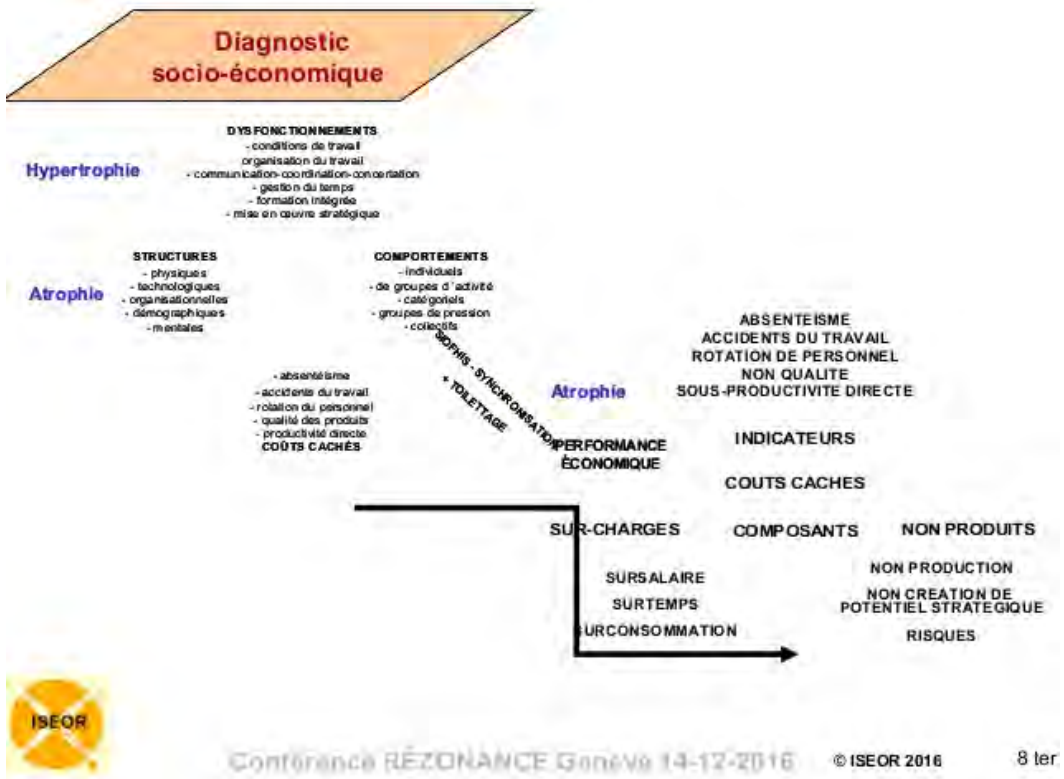 Diagnostic
socio-économique
DYSFONCTIONNEMENTS
- conditions de travail
organisation du travail
- communication-coordination-concertation
- gestion du temps
- formation intégrée
- mise en œuvre stratégique
Hypertrophie
STRUCTURES
- physiques
- technologiques
- organisationnelles
- démographiques
- mentales
Atrophie
COMPORTEMENTS
- individuels
- de groupes d'activité
- catégoriels
- groupes de pression
- collectifs
SIOFHIS - SYNCHRONISATION
+ TOILETTAGE
- absentéisme
- accidents du travail
- rotation du personnel
- qualité des produits
- productivité directe
COÛTS CACHÉS
Atrophie
PERFORMANCE
ÉCONOMIQUE
ABSENTEISME
ACCIDENTS DU TRAVAIL
ROTATION DE PERSONNEL
NON QUALITE
SOUS-PRODUCTIVITE DIRECTE
INDICATEURS
COUTS CACHES
SUR-CHARGES
COMPOSANTS
NON PRODUITS
SURSALAIRE
SURTEMPS
SURCONSOMMATION
NON PRODUCTION
NON CREATION DE
POTENTIEL STRATEGIQUE
RISQUES
ISEOR
Conférence RÉZONANCE Genève 14-12-2016
© ISEOR 2016
8 ter